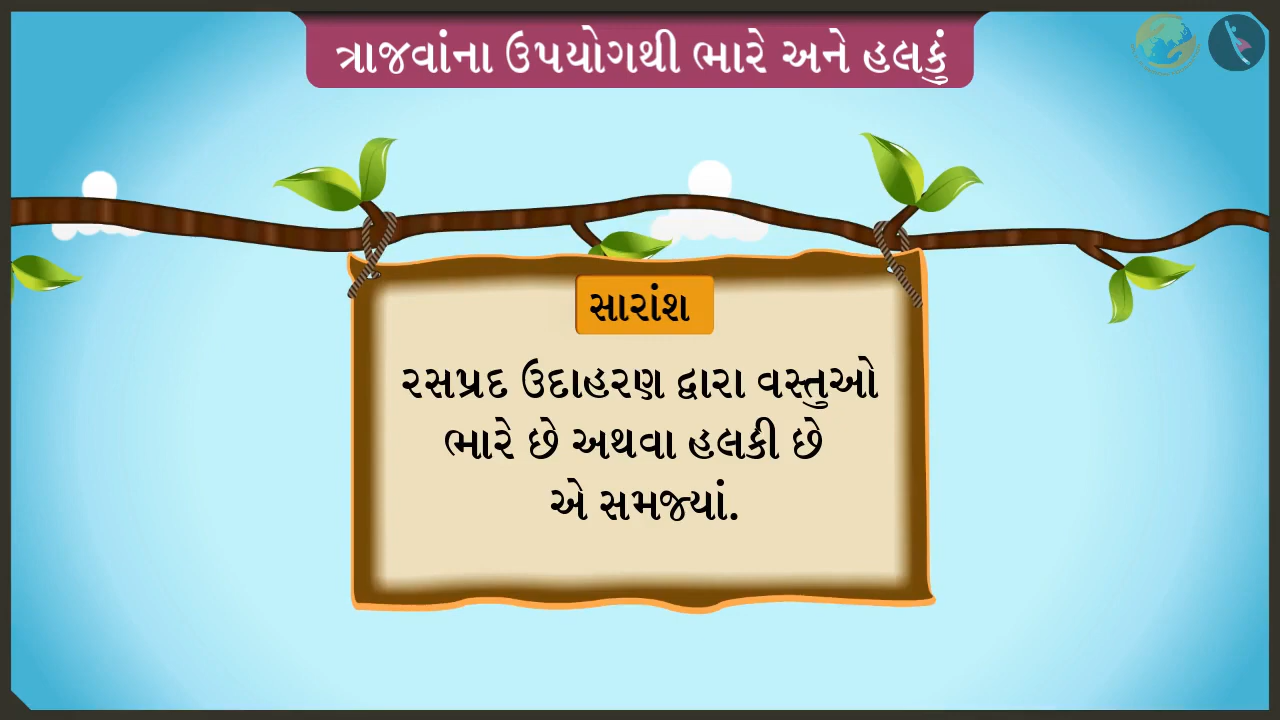 ત્રાજવાંના ઉપયોગથી ભારે અને હલકું
સારાંશ
રસપ્રદ ઉદાહરણ દ્વારા વસ્તુઓ
ભારે છે અથવા હલકી છે
એ સમજ્યાં.